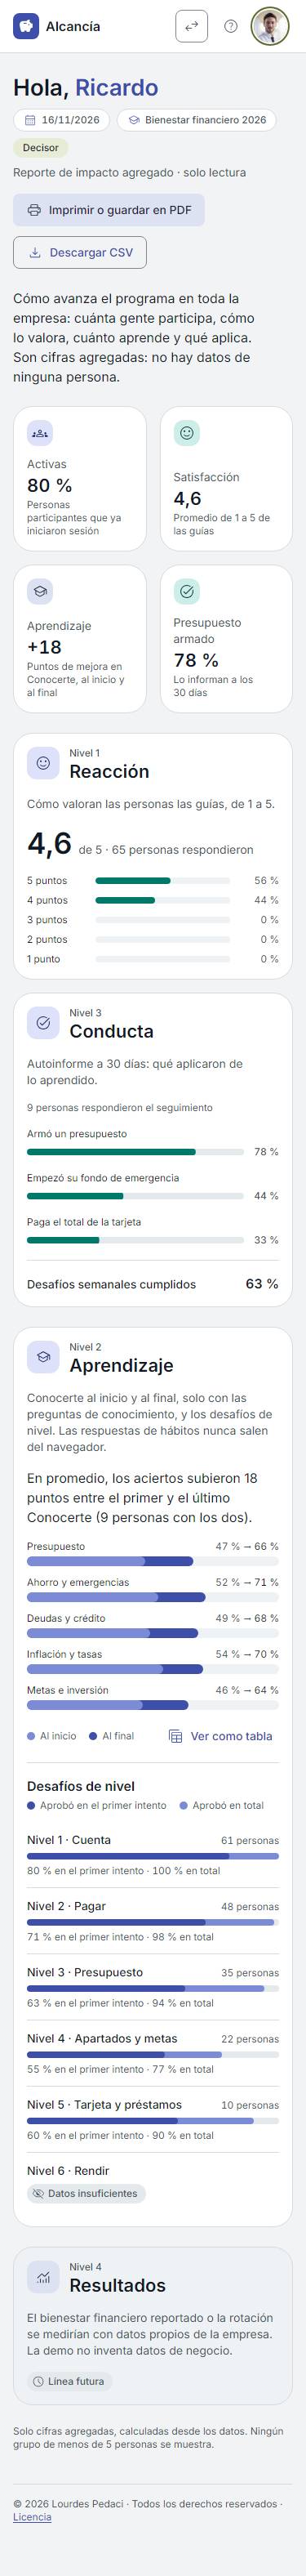 Alcancía
Hola, Ricardo
16/11/2026
Bienestar financiero 2026
Decisor
Reporte de impacto agregado · solo lectura
Imprimir o guardar en PDF
Descargar CSV
Cómo avanza el programa en toda la
empresa: cuánta gente participa, cómo
lo valora, cuánto aprende y qué aplica.
Son cifras agregadas: no hay datos de
ninguna persona.
Activas
80 %
Personas
participantes que ya
iniciaron sesión
Satisfacción
4,6
Promedio de 1 a 5 de
las guías
Aprendizaje
+18
Puntos de mejora en
Conocerte, al inicio y
al final
Presupuesto
armado
78 %
Lo informan a los
30 días
Nivel 1
Reacción
Cómo valoran las personas las guías, de 1 a 5.
4,6 de 5 · 65 personas respondieron
5 puntos 56 %
4 puntos 44 %
3 puntos 0 %
2 puntos 0 %
1 punto 0 %
Nivel 3
Conducta
Autoinforme a 30 días: qué aplicaron de
lo aprendido.
9 personas respondieron el seguimiento
Armó un presupuesto
78 %
Empezó su fondo de emergencia
44 %
Paga el total de la tarjeta
33 %
Desafíos semanales cumplidos 63 %
Nivel 2
Aprendizaje
Conocerte al inicio y al final, solo con las
preguntas de conocimiento, y los desafíos de
nivel. Las respuestas de hábitos nunca salen
del navegador.
En promedio, los aciertos subieron 18
puntos entre el primer y el último
Conocerte (9 personas con los dos).
Presupuesto 47 % → 66 %
Ahorro y emergencias 52 % → 71 %
Deudas y crédito 49 % → 68 %
Inflación y tasas 54 % → 70 %
Metas e inversión 46 % → 64 %
Al inicio Al final Ver como tabla
Desafíos de nivel
Aprobó en el primer intento Aprobó en total
Nivel 1 · Cuenta 61 personas
80 % en el primer intento · 100 % en total
Nivel 2 · Pagar 48 personas
71 % en el primer intento · 98 % en total
Nivel 3 · Presupuesto 35 personas
63 % en el primer intento · 94 % en total
Nivel 4 · Apartados y metas 22 personas
55 % en el primer intento · 77 % en total
Nivel 5 · Tarjeta y préstamos 10 personas
60 % en el primer intento · 90 % en total
Nivel 6 · Rendir
Datos insuficientes
Nivel 4
Resultados
El bienestar financiero reportado o la rotación
se medirían con datos propios de la empresa.
La demo no inventa datos de negocio.
Línea futura
Solo cifras agregadas, calculadas desde los datos. Ningún
grupo de menos de 5 personas se muestra.
© 2026 Lourdes Pedaci · Todos los derechos reservados ·
Licencia